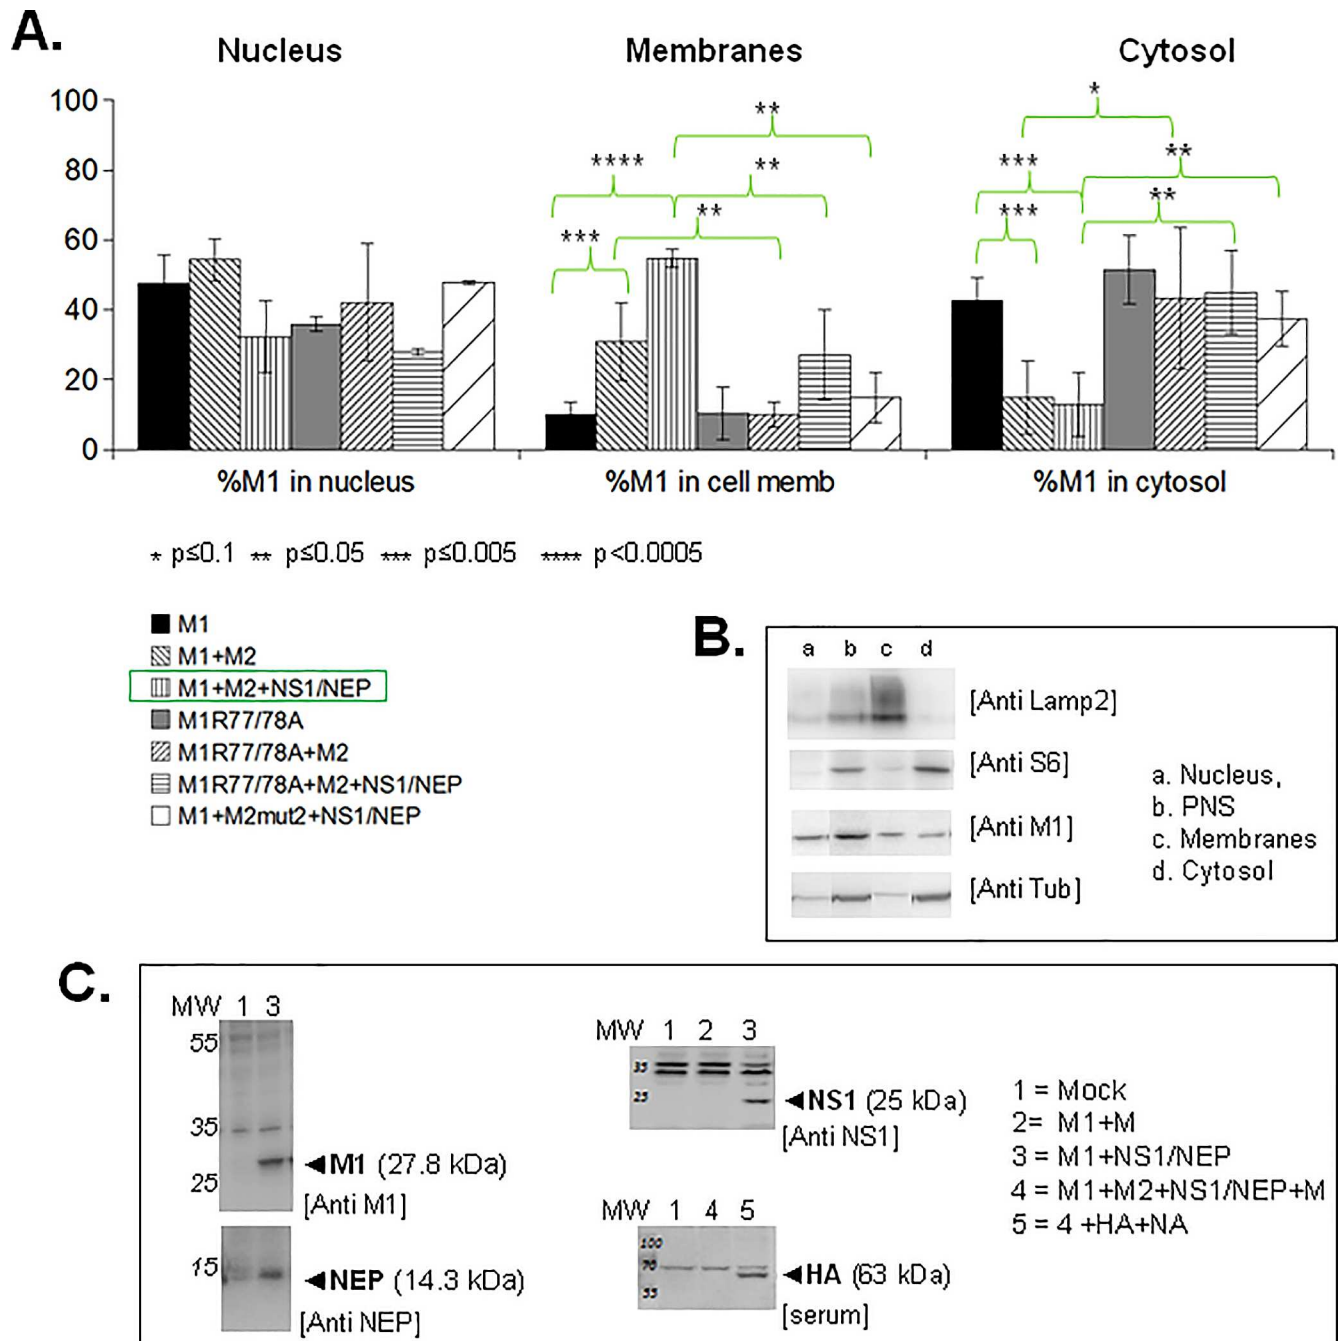 A.
Nucleus Membranes Cytosol
100
80
60
40
20
0
*** **** ** ** **
*** *** * ** **
%M1 in nucleus %M1 in cell memb %M1 in cytosol
* p≤0.1 ** p≤0.05 *** p≤0.005 **** p<0.0005
M1
M1+M2
M1+M2+NS1/NEP
M1R77/78A
M1R77/78A+M2
M1R77/78A+M2+NS1/NEP
M1+M2mut2+NS1/NEP
B.
a b c d
[Anti Lamp2]
[Anti S6]
[Anti M1]
[Anti Tub]
a. Nucleus,
b. PNS
c. Membranes
d. Cytosol
C.
MW 1 3
55
35
25
◄M1 (27.8 kDa)
[Anti M1]
15
◄NEP (14.3 kDa)
[Anti NEP]
MW 1 2 3
35
25
◄NS1 (25 kDa)
[Anti NS1]
MW 1 4 5
100
70
55
◄HA (63 kDa)
[serum]
1 = Mock
2= M1+M
3 = M1+NS1/NEP
4 = M1+M2+NS1/NEP+M
5 = 4 +HA+NA